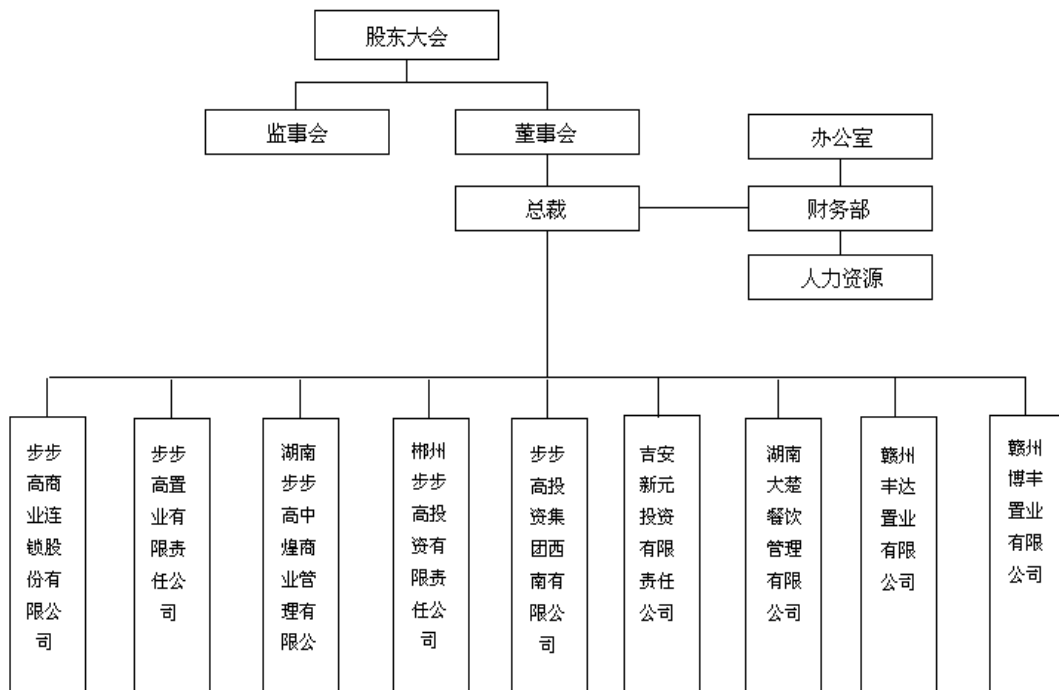 股东大会
监事会
董事会
办公室
总裁
财务部
人力资源
步步
高商
业连
锁股
份有
限公
司
步步
高置
业有
限责
任公
司
湖南
步步
高中
煌商
业管
理有
限公
郴州
步步
高投
资有
限责
任公
司
步步
高投
资集
团西
南有
限公
司
吉安
新元
投资
有限
责任
公司
湖南
大楚
餐饮
管理
有限
公司
赣州
丰达
置业
有限
公司
赣州
博丰
置业
有限
公司